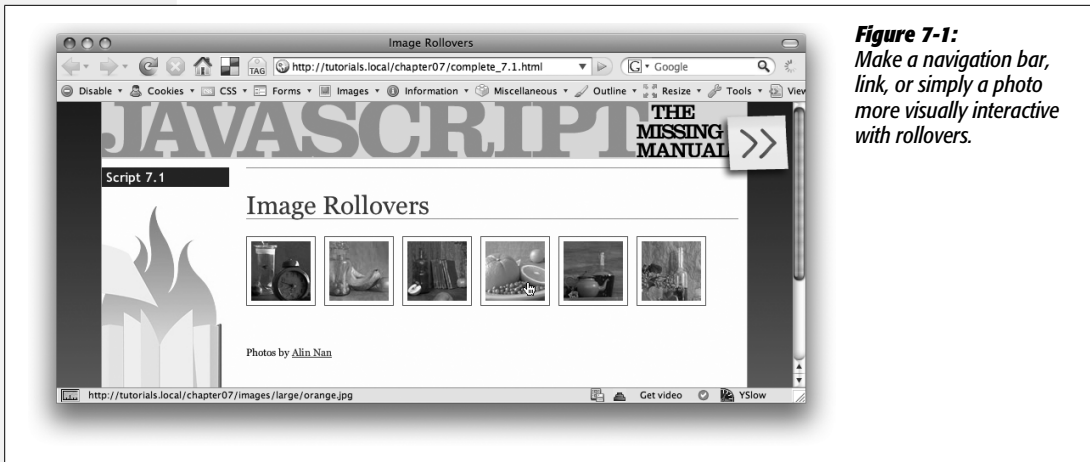 Image Rollovers
TAG
http://tutorials.local/chapter07/complete_7.1.html
G
Google
Disable
Cookies
CSS
Forms
Images
Information
Miscellaneous
Outline
Resize
Tools
View
JAVASCRIPT
THE
MISSING
MANUAL
>>
Script 7.1
Image Rollovers
Photos by Alin Nan
http://tutorials.local/chapter07/images/large/orange.jpg
Get video
YSlow
Figure 7-1:
Make a navigation bar,
link, or simply a photo
more visually interactive
with rollovers.